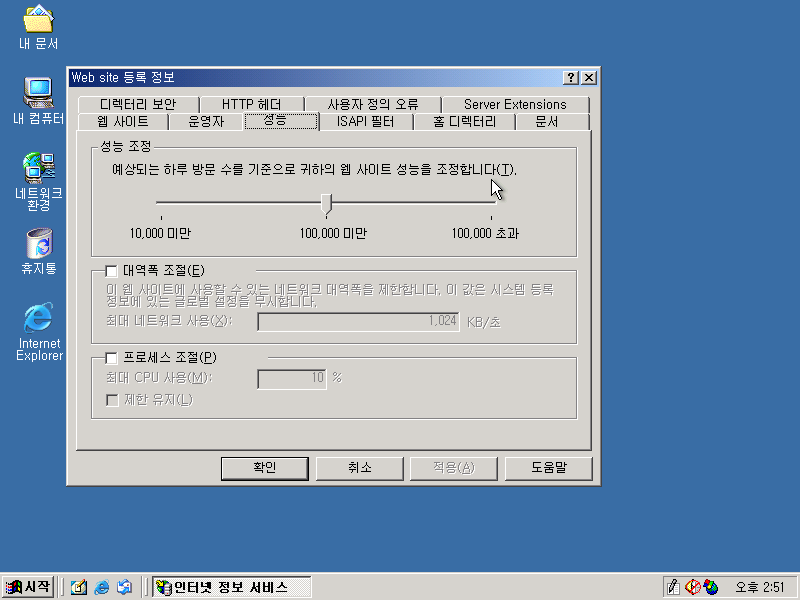 내 문서
내 컴퓨터
네트워크
환경
휴지통
Internet
Explorer
Web site 등록 정보
디렉터리 보안
HTTP 헤더
사용자 정의 오류
Server Extensions
웹 사이트
운영자
성능
ISAPI 필터
홈 디렉터리
문서
성능 조정
예상되는 하루 방문 수를 기준으로 귀하의 웹 사이트 성능을 조정합니다(T).
10,000 미만
100,000 미만
100,000 초과
대역폭 조절(E)
이 웹 사이트에 사용할 수 있는 네트워크 대역폭을 제한합니다. 이 값은 시스템 등록
정보에 있는 글로벌 설정을 무시합니다.
최대 네트워크 사용(X):
1,024
KB/초
프로세스 조절(P)
최대 CPU 사용(M):
10
%
제한 유지(L)
확인
취소
적용(A)
도움말
시작
인터넷 정보 서비스
오후 2:51